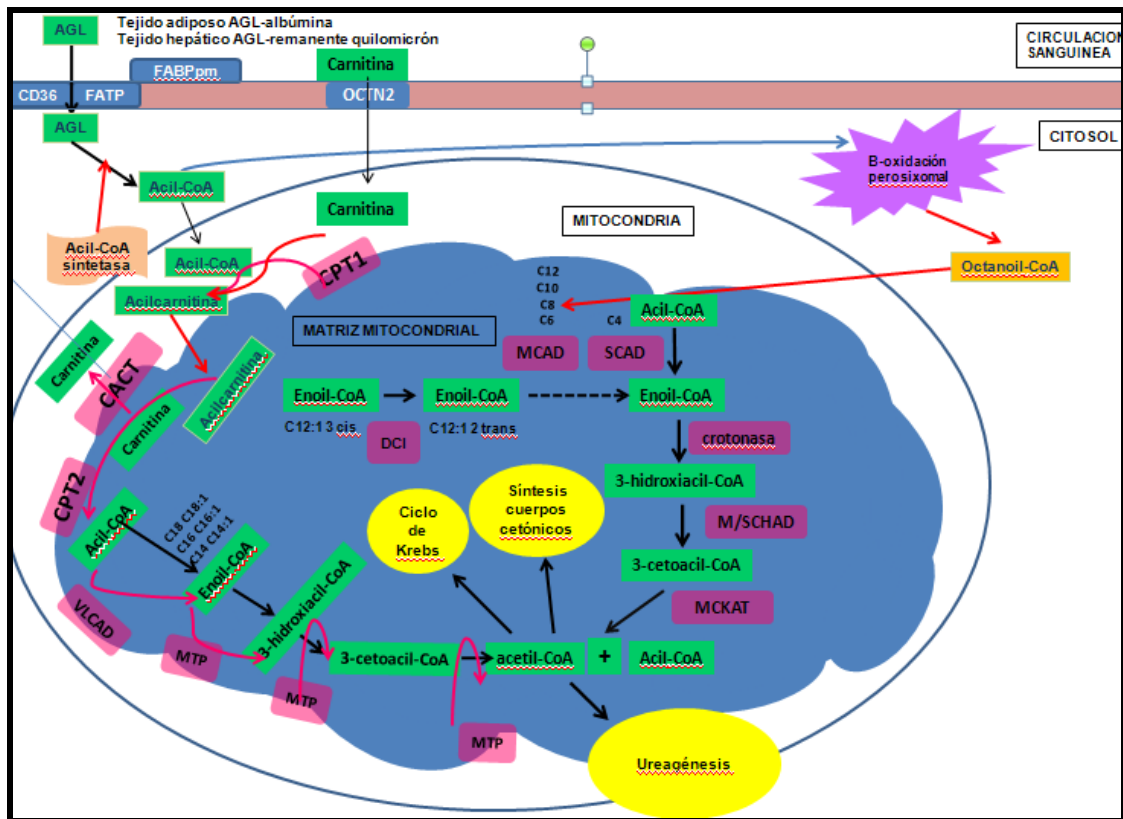 AGL
Tejido adiposo AGL-albúmina
Tejido hepático AGL-remanente quilomicrón
CIRCULACION
SANGUINEA
FABPpm
Carnitina
CD36
FATP
OCTN2
AGL
CITOSOL
B-oxidación
perosixomal
Acil-CoA
Carnitina
MITOCONDRIA
Acil-CoA
sintetasa
Acil-CoA
CPT1
Octanoil-CoA
Acilcarnitina
C12
C10
C8
C6
C4
Acil-CoA
MATRIZ MITOCONDRIAL
MCAD
SCAD
Carnitina
CACT
Acilcarnitina
Carnitina
Enoil-CoA
Enoil-CoA
Enoil-CoA
C12:1 3 cis
DCI
C12:1 2 trans
crotonasa
CPT2
3-hidroxiacil-CoA
Síntesis
cuerpos
cetónicos
Ciclo
de
Krebs
M/SCHAD
Acil-CoA
C18 C18:1
C16 C16:1
C14 C14:1
Enoil-CoA
3-cetoacil-CoA
MCKAT
VLCAD
MTP
3-hidroxiacil-CoA
3-cetoacil-CoA
acetil-CoA
+
Acil-CoA
MTP
MTP
Ureagénesis